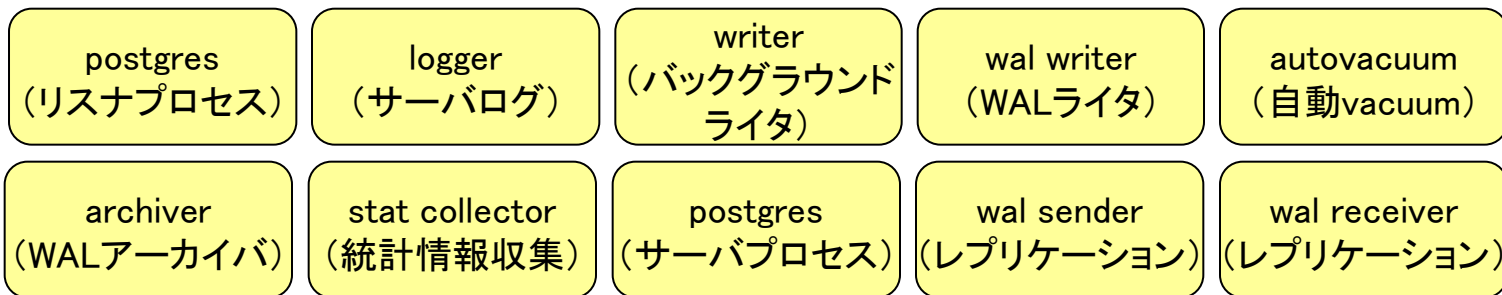 postgres
（リスナプロセス）
logger
（サーバログ）
writer
（バックグラウンド
ライタ）
wal writer
（WALライタ）
autovacuum
（自動vacuum）
archiver
（WALアーカイバ）
stat collector
（統計情報収集）
postgres
（サーバプロセス）
wal sender
（レプリケーション）
wal receiver
（レプリケーション）